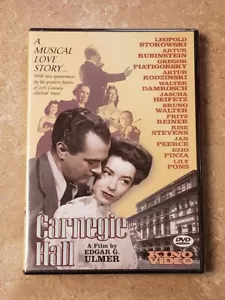 A
MUSICAL
LOVE
STORY...
With rare appearances
by the greatest figures
of 20th Century
classical music
LEOPOLD
STOKOWSKI
ARTUR
RUBINSTEIN
GREGOR
PIATIGORSKY
ARTUR
RODZINSKI
WALTER
DAMROSCH
JASCHA
HEIFETZ
BRUNO
WALTER
FRITZ
REINER
RISE
STEVENS
JAN
PEERCE
EZIO
PINZA
LILY
PONS
Carnegie
Hall
A Film by
EDGAR G.
ULMER
DVD
VIDEO
KINO
VIDEO